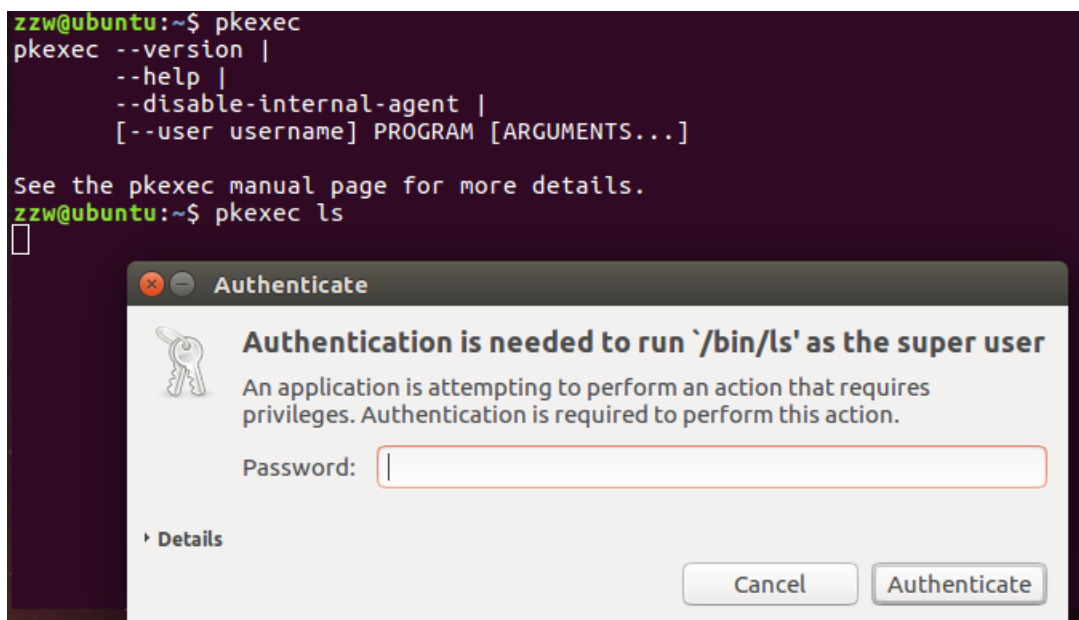 zzw@ubuntu:~$ pkexec
pkexec --version |
       --help |
       --disable-internal-agent |
       [--user username] PROGRAM [ARGUMENTS...]
See the pkexec manual page for more details.
zzw@ubuntu:~$ pkexec ls
Authenticate
Authentication is needed to run `/bin/ls' as the super user
An application is attempting to perform an action that requires
privileges. Authentication is required to perform this action.
Password:
Details
Cancel Authenticate